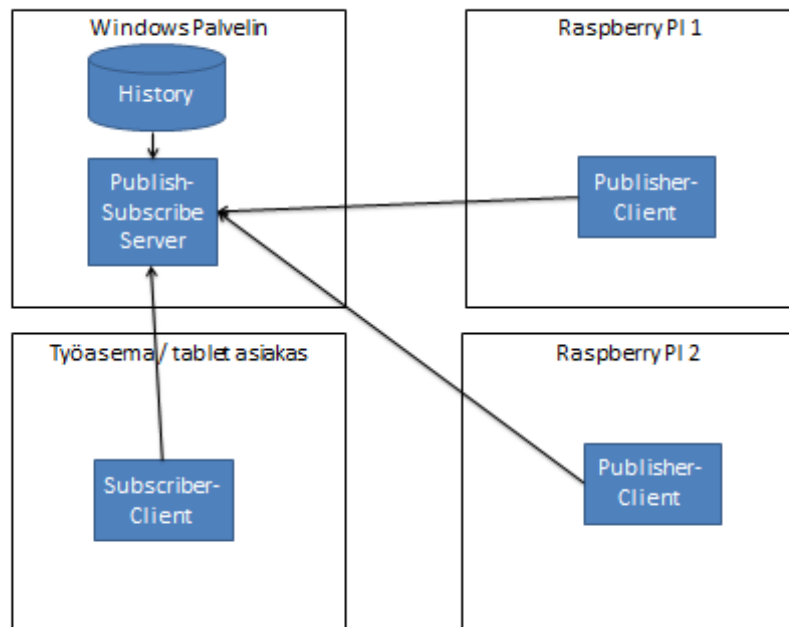 Windows Palvelin
History
Publish-
Subscribe
Server
Raspberry PI 1
Publisher-
Client
Työasema / tablet asiakas
Subscriber-
Client
Raspberry PI 2
Publisher-
Client